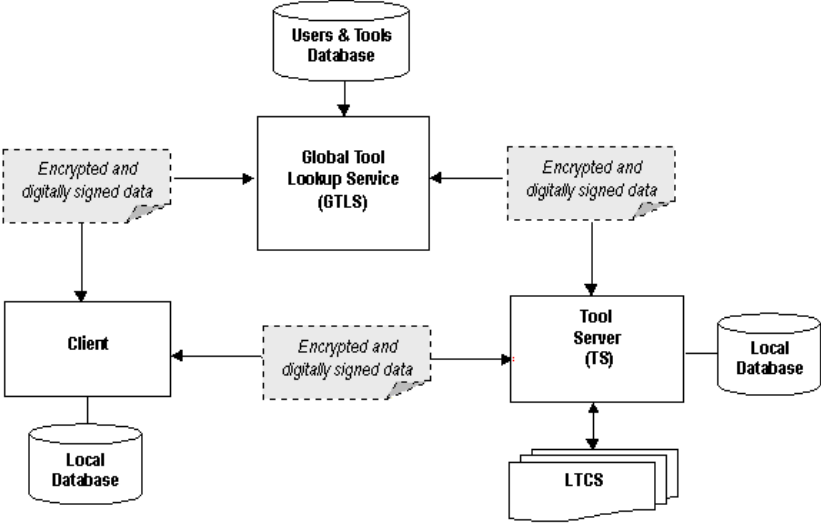 Users & Tools
Database
Global Tool
Lookup Service
(GTLS)
Encrypted and
digitally signed data
Encrypted and
digitally signed data
Client
Encrypted and
digitally signed data
Tool
Server
(TS)
Local
Database
Local
Database
LTCS